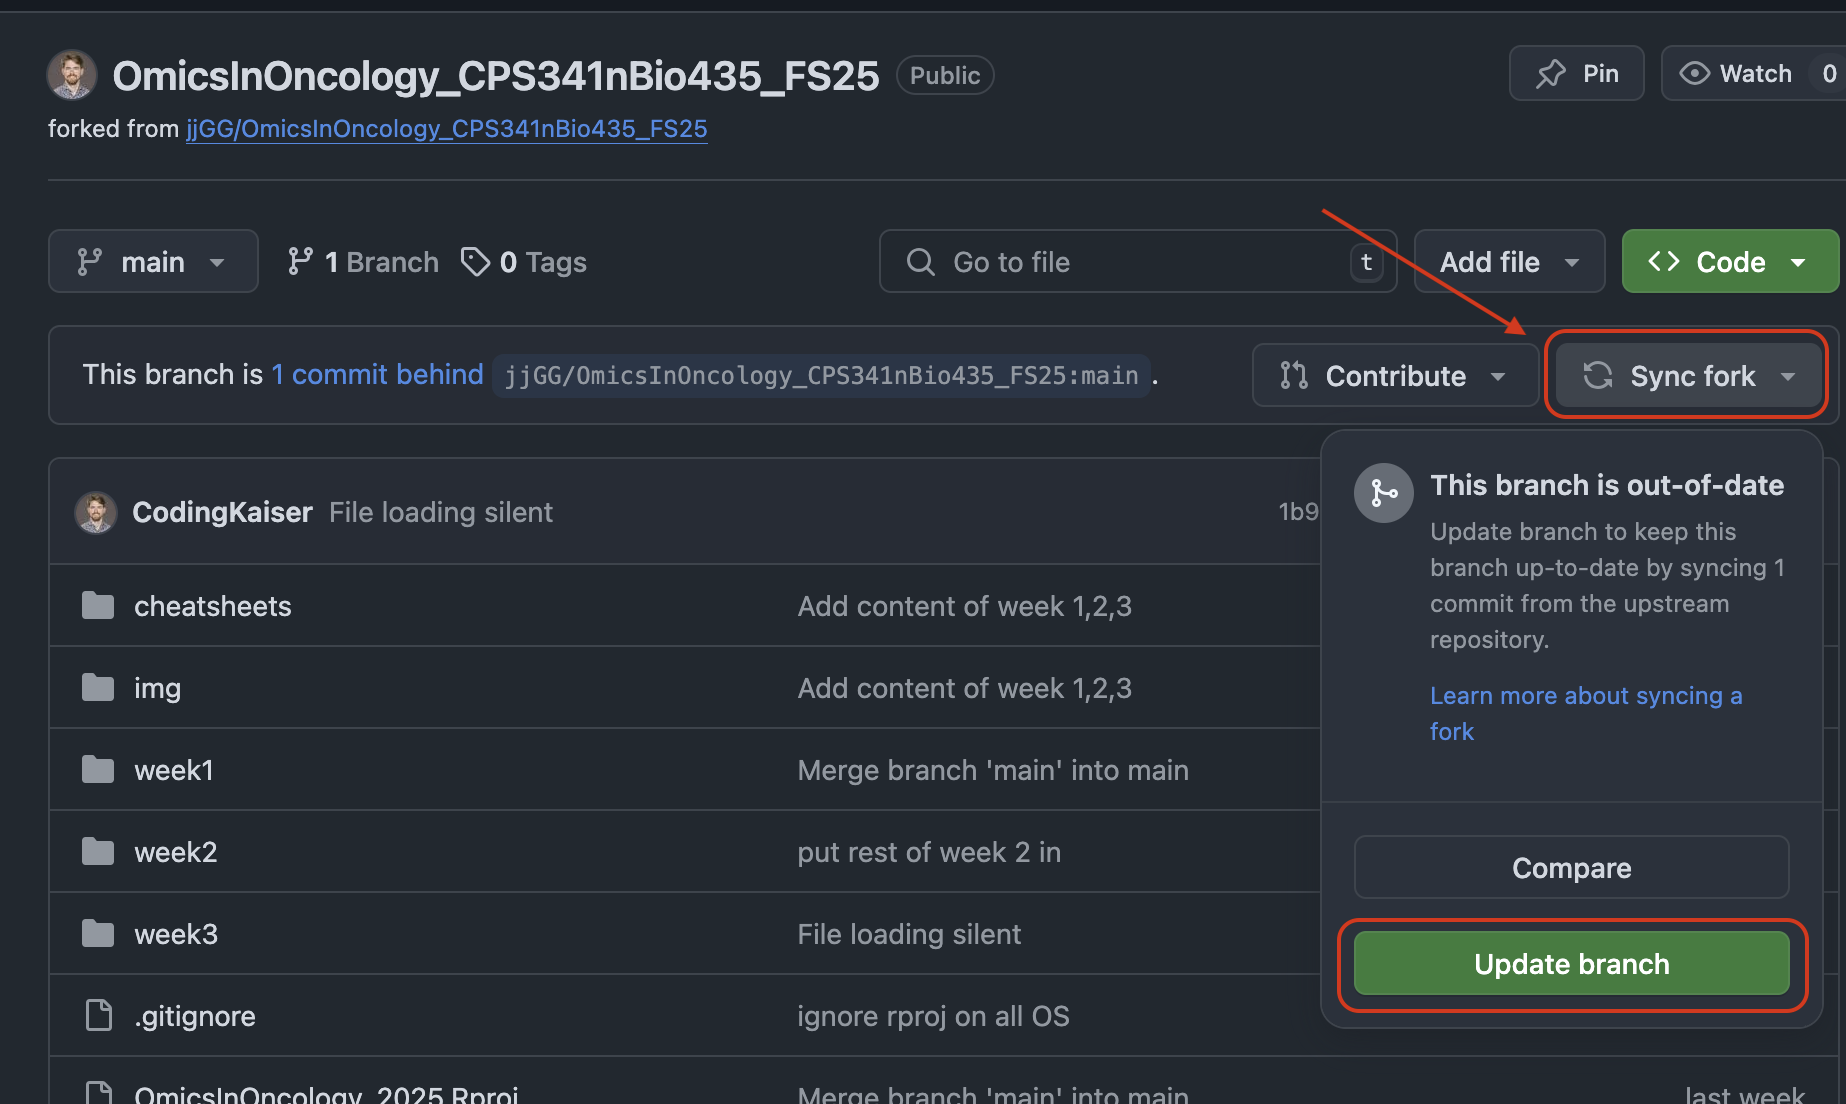 OmicsInOncology_CPS341nBio435_FS25 Public
Pin
Watch 0
forked from jjGG/OmicsInOncology_CPS341nBio435_FS25
main
1 Branch
0 Tags
Go to file t
Add file
Code
This branch is 1 commit behind jjGG/OmicsInOncology_CPS341nBio435_FS25:main .
Contribute
Sync fork
CodingKaiser File loading silent 1b9
This branch is out-of-date
Update branch to keep this
branch up-to-date by syncing 1
commit from the upstream
repository.
Learn more about syncing a
fork
Compare
Update branch
cheatsheets Add content of week 1,2,3
img Add content of week 1,2,3
week1 Merge branch 'main' into main
week2 put rest of week 2 in
week3 File loading silent
.gitignore ignore rproj on all OS
OmicsInOncology_2025.Rproj Merge branch 'main' into main last week